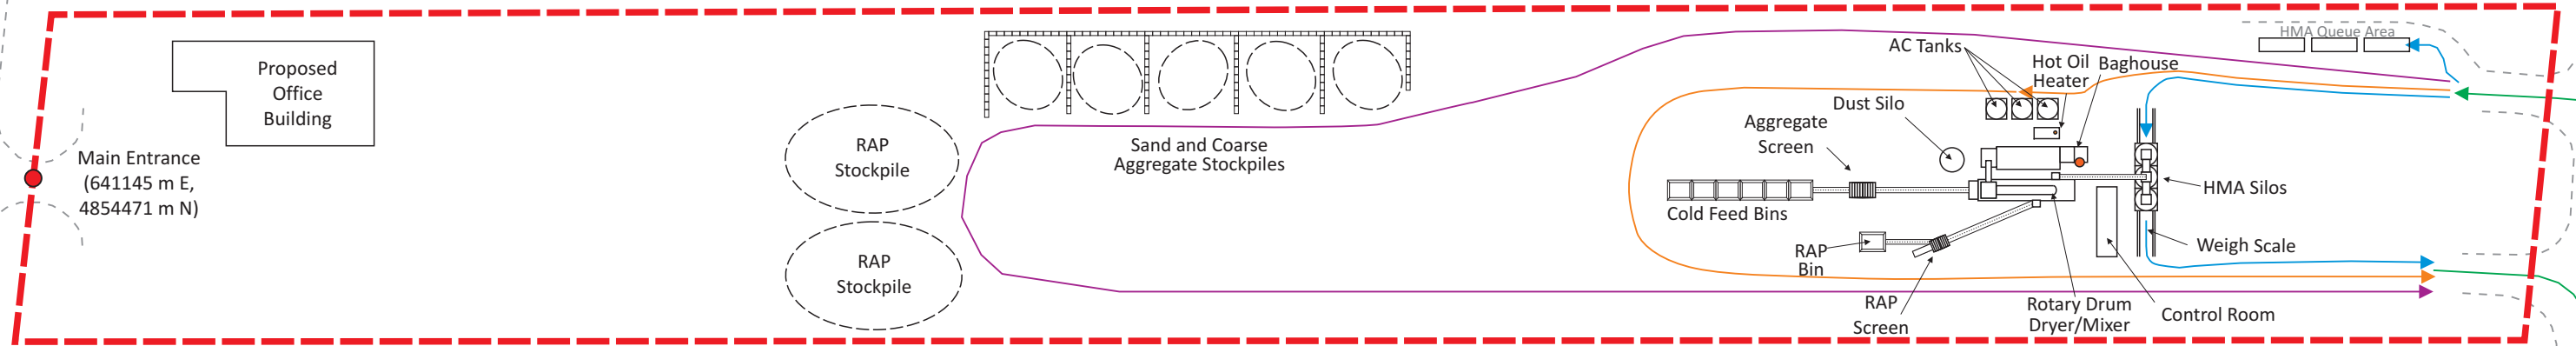 Proposed
Office
Building
Main Entrance
(641145 m E,
4854471 m N)
RAP
Stockpile
RAP
Stockpile
Sand and Coarse
Aggregate Stockpiles
AC Tanks
Hot Oil
Heater
Baghouse
HMA Queue Area
Dust Silo
Aggregate
Screen
Cold Feed Bins
HMA Silos
RAP
Bin
Weigh Scale
RAP
Screen
Rotary Drum
Dryer/Mixer
Control Room